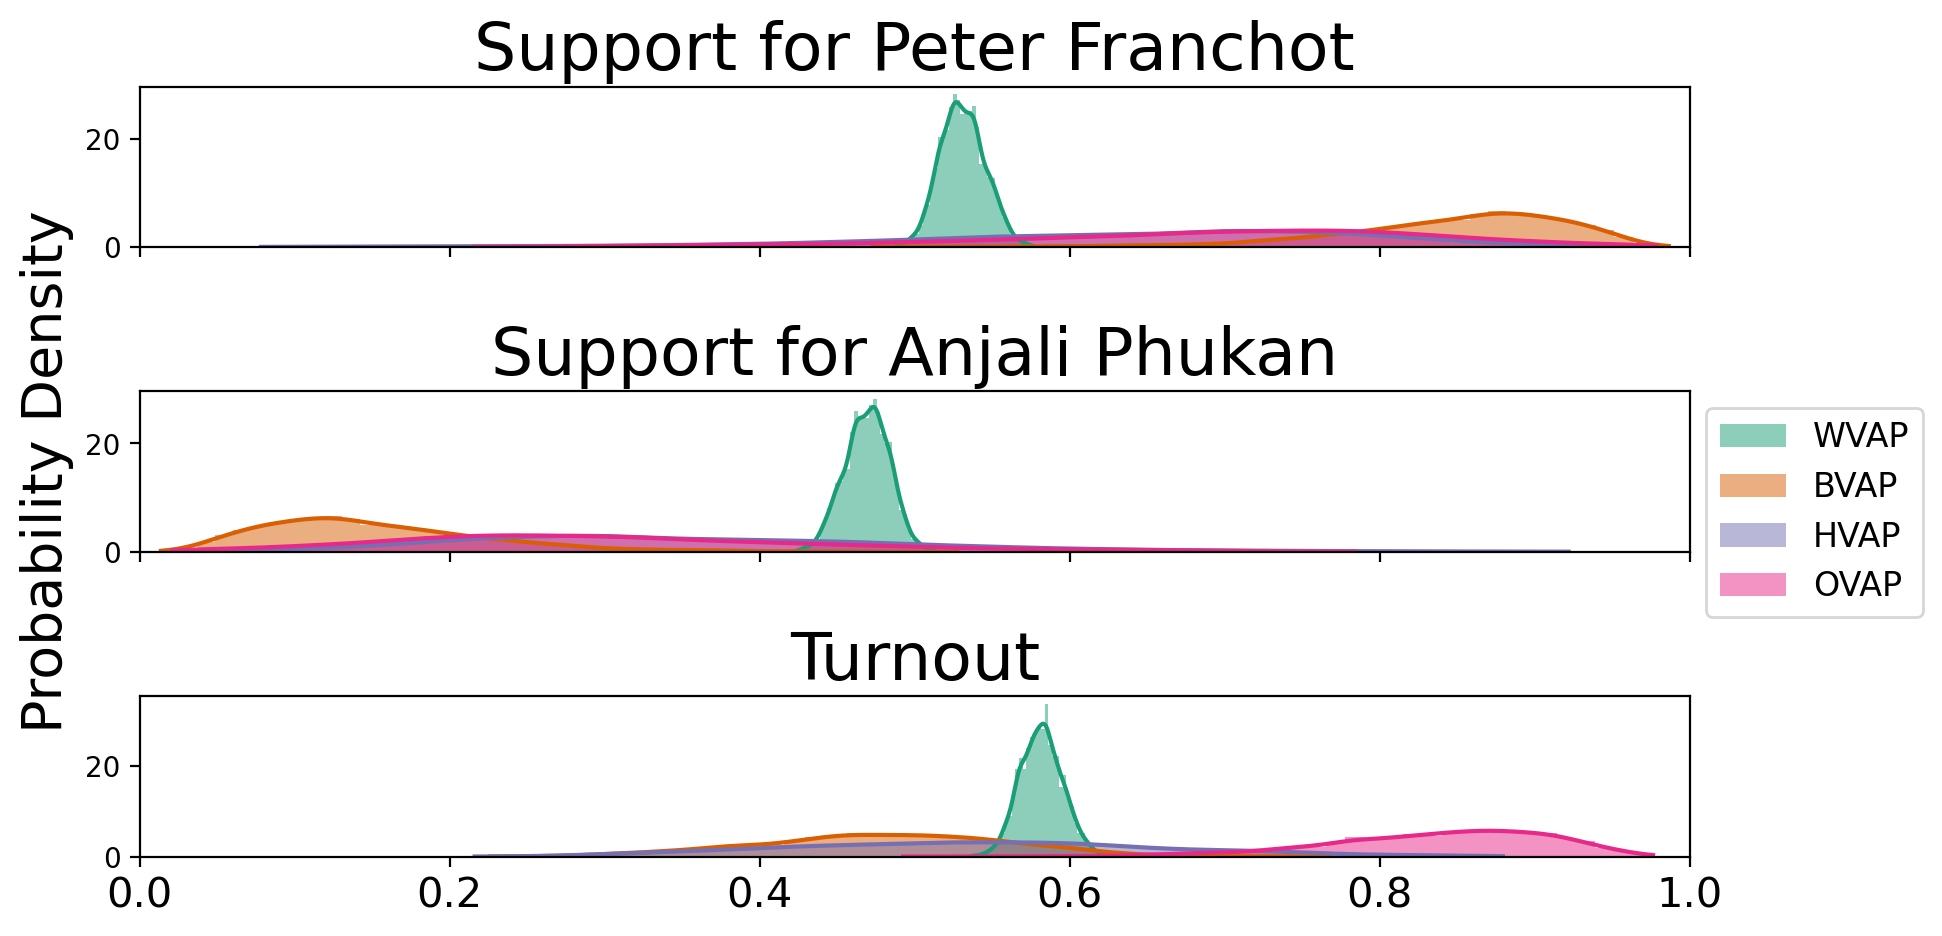 Support for Peter Franchot
20
0
Support for Anjali Phukan
20
0
Probability Density
WVAP
BVAP
HVAP
OVAP
Turnout
20
0
0.0 0.2 0.4 0.6 0.8 1.0